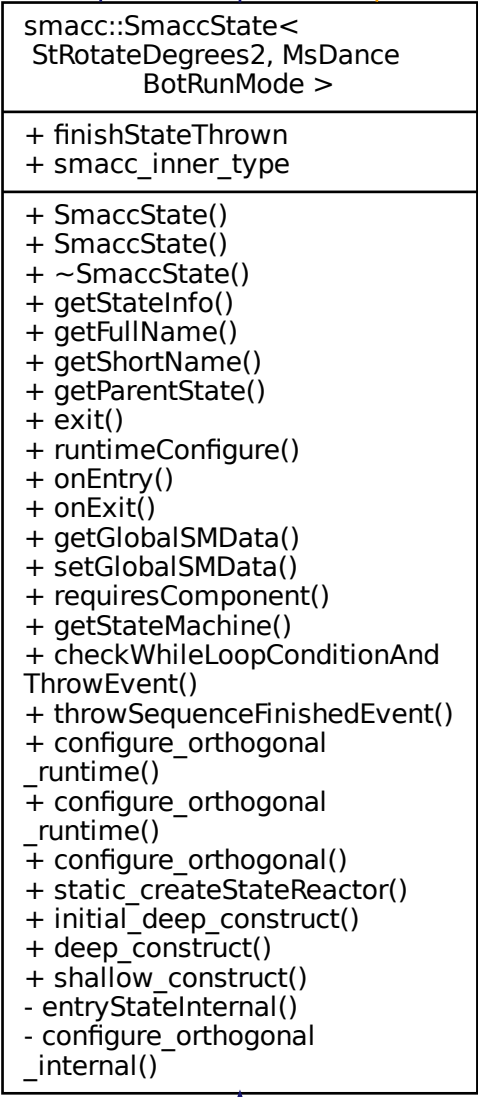 smacc::SmaccState<
StRotateDegrees2, MsDance
BotRunMode >
+ finishStateThrown
+ smacc_inner_type
+ SmaccState()
+ SmaccState()
+ ~SmaccState()
+ getStateInfo()
+ getFullName()
+ getShortName()
+ getParentState()
+ exit()
+ runtimeConfigure()
+ onEntry()
+ onExit()
+ getGlobalSMData()
+ setGlobalSMData()
+ requiresComponent()
+ getStateMachine()
+ checkWhileLoopConditionAnd
ThrowEvent()
+ throwSequenceFinishedEvent()
+ configure_orthogonal
_runtime()
+ configure_orthogonal
_runtime()
+ configure_orthogonal()
+ static_createStateReactor()
+ initial_deep_construct()
+ deep_construct()
+ shallow_construct()
- entryStateInternal()
- configure_orthogonal
_internal()